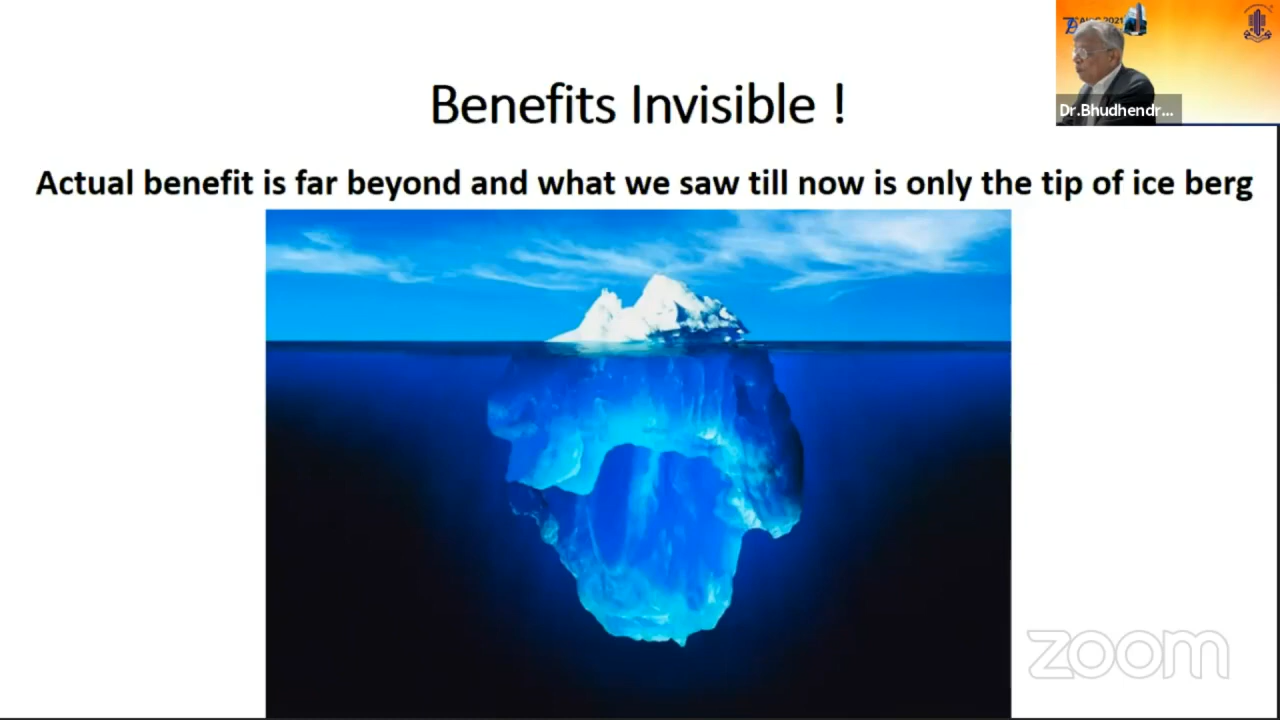 Benefits Invisible !
Actual benefit is far beyond and what we saw till now is only the tip of ice berg
2021
Dr.Bhudhendr...
zoom